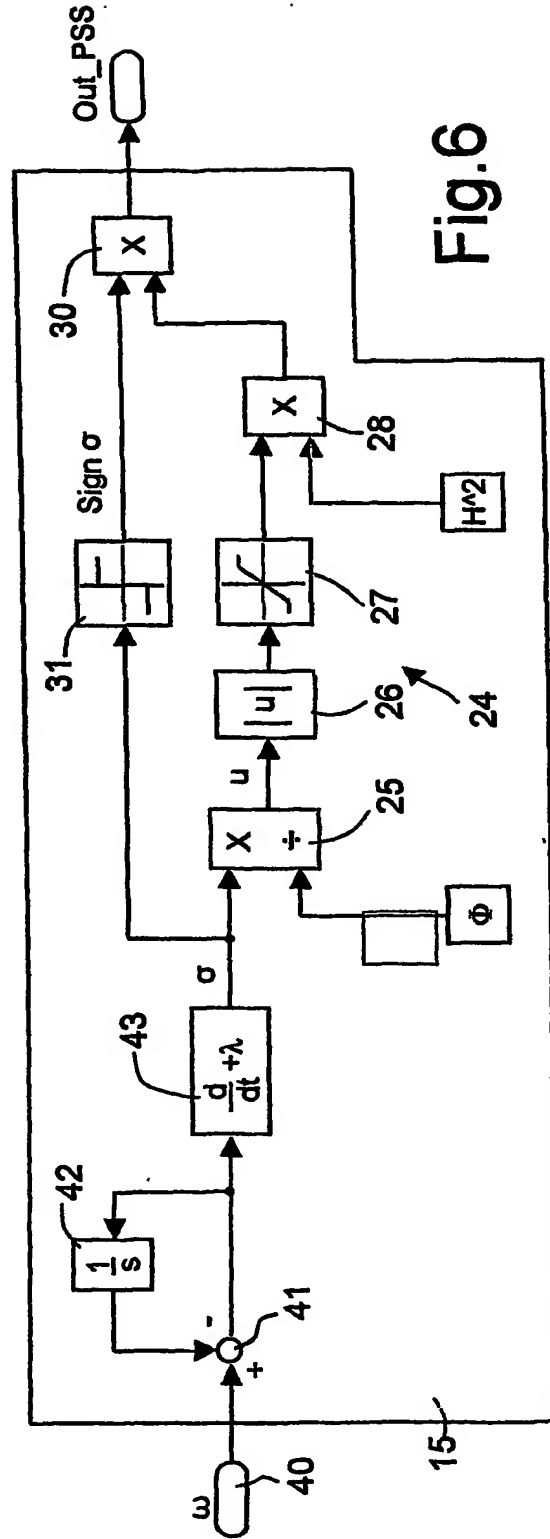 ω
40
15
+
-
41
1/s
42
d/dt +λ
43
σ
31
Sign σ
X
÷
25
Φ
u
|u|
26
27
24
X
28
H^2
X
30
Out_PSS
Fig.6